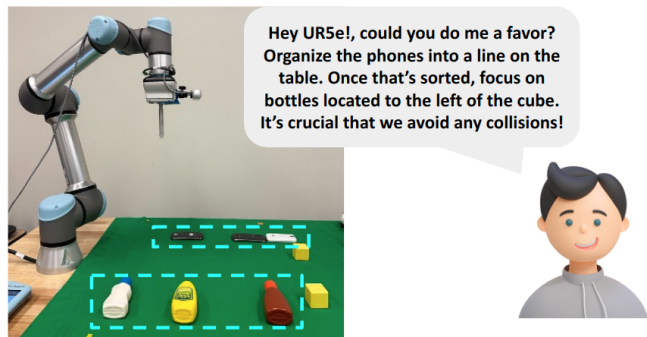 Hey UR5e!, could you do me a favor?
Organize the phones into a line on the
table. Once that's sorted, focus on
bottles located to the left of the cube.
It's crucial that we avoid any collisions!